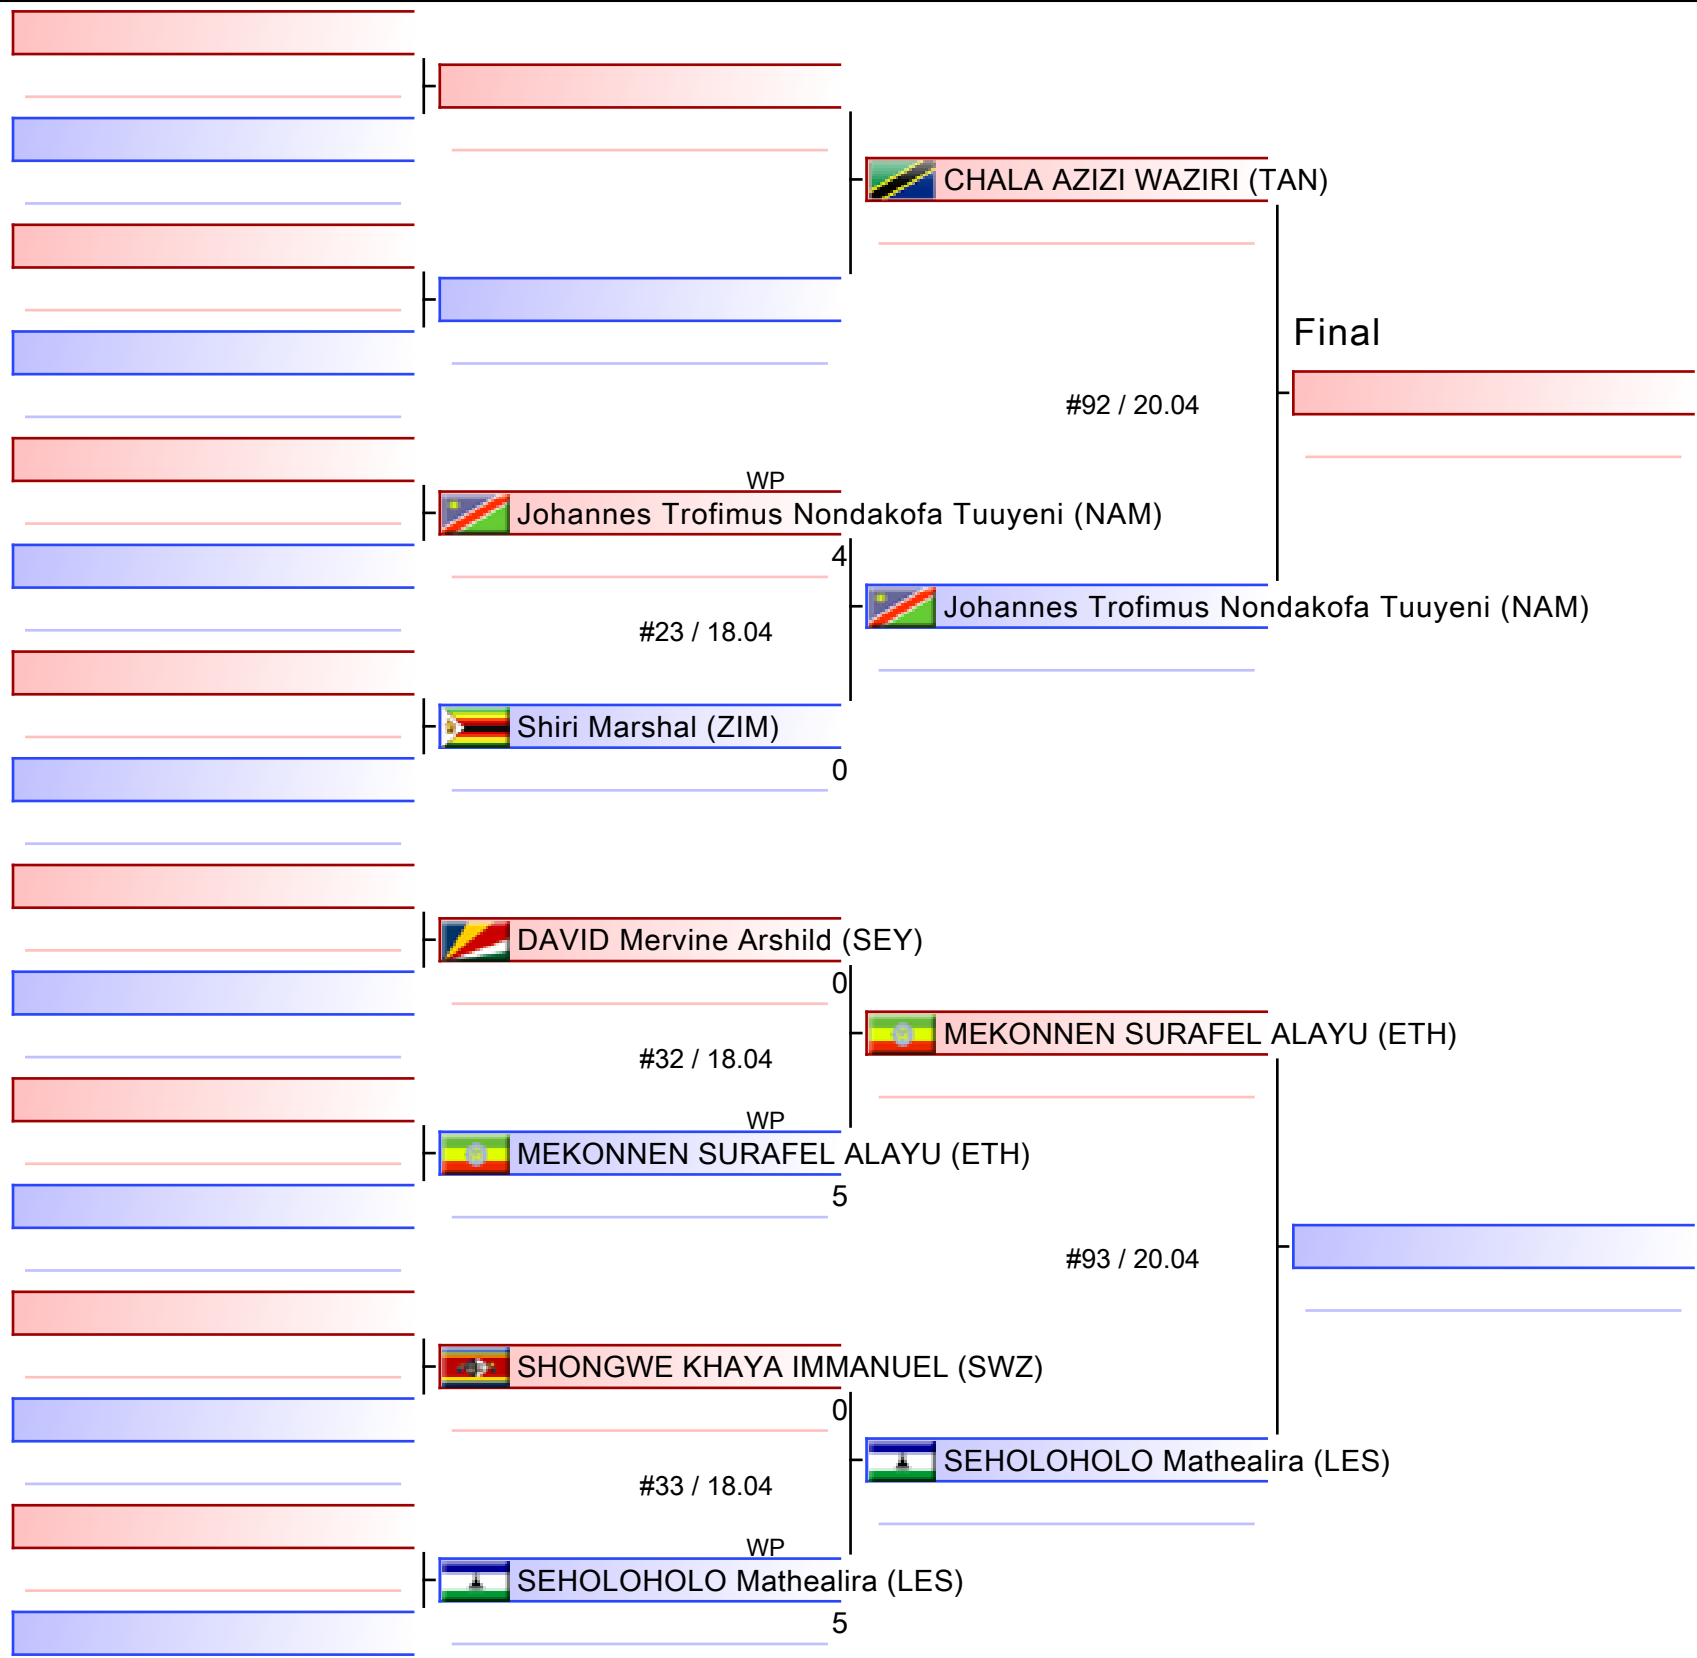 CHALA AZIZI WAZIRI (TAN)
Final
#92 / 20.04
WP
Johannes Trofimus Nondakofa Tuuyeni (NAM)
4
Johannes Trofimus Nondakofa Tuuyeni (NAM)
#23 / 18.04
Shiri Marshal (ZIM)
0
DAVID Mervine Arshild (SEY)
0
MEKONNEN SURAFEL ALAYU (ETH)
#32 / 18.04
WP
MEKONNEN SURAFEL ALAYU (ETH)
5
#93 / 20.04
SHONGWE KHAYA IMMANUEL (SWZ)
0
SEHOLOHOLO Mathealira (LES)
#33 / 18.04
WP
SEHOLOHOLO Mathealira (LES)
5